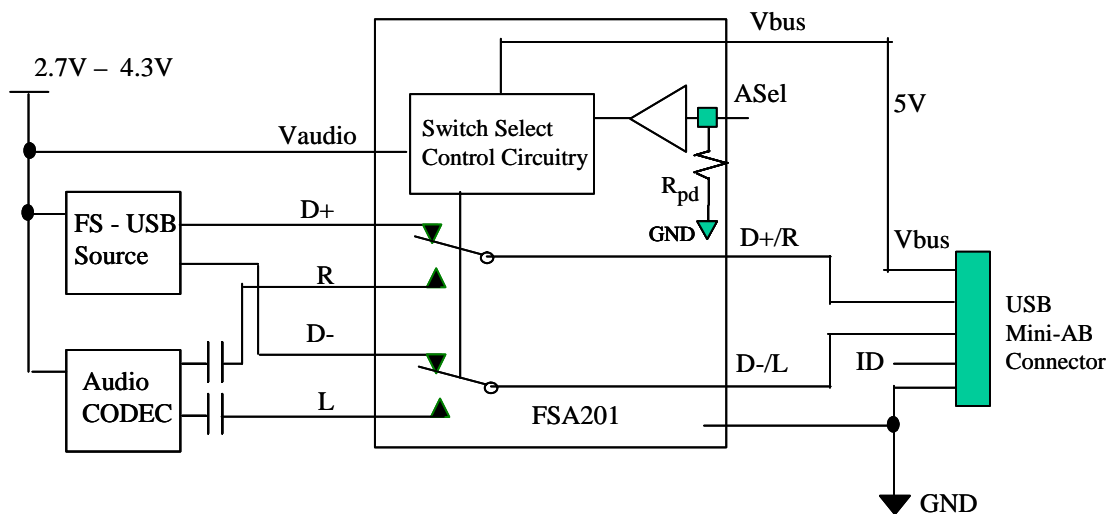 Vbus
2.7V – 4.3V
5V
ASel
Switch Select
Control Circuitry
Vaudio
Rpd
FS - USB
Source
D+
GND
D+/R
Vbus
R
USB
Mini-AB
Connector
D-
D-/L
ID
Audio
CODEC
L
FSA201
GND